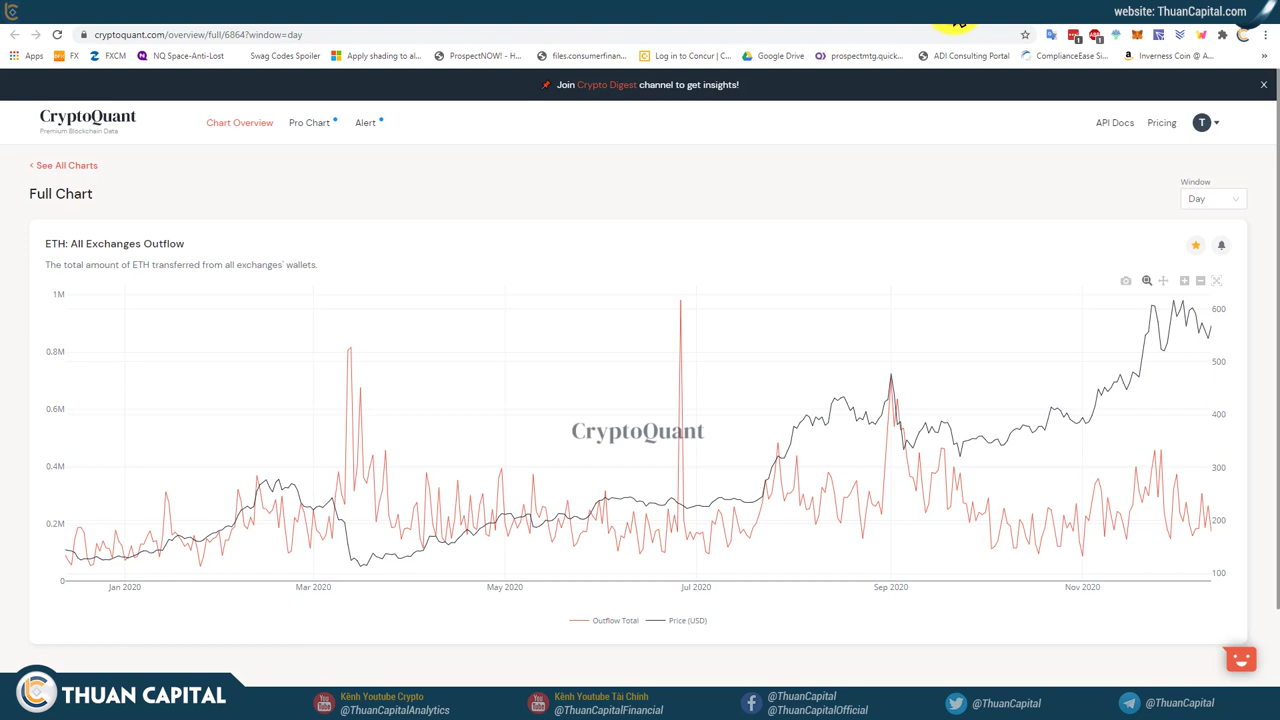 website: ThuanCapital.com
cryptoquant.com/overview/full/6864?window=day
Apps FX FXCM NQ Space-Anti-Lost Swag Codes Spoiler Apply shading to al... ProspectNOW! - Ho... files.consumerfinan... Log in to Concur | C... Google Drive prospectmtg.quick... ADI Consulting Portal ComplianceEase Si... Inverness Coin @ A... »
Join Crypto Digest channel to get insights! X
CryptoQuant
Premium Blockchain Data
Chart Overview Pro Chart Alert API Docs Pricing T
< See All Charts
Full Chart
Window
Day
ETH: All Exchanges Outflow
The total amount of ETH transferred from all exchanges' wallets.
1M
600
0.8M
500
0.6M
400
CryptoQuant
0.4M
300
0.2M
200
0
100
Jan 2020 Mar 2020 May 2020 Jul 2020 Sep 2020 Nov 2020
Outflow Total Price (USD)
THUAN CAPITAL
Kênh Youtube Crypto
@ThuanCapitalAnalytics
Kênh Youtube Tài Chính
@ThuanCapitalFinancial
@ThuanCapital
@ThuanCapitalOfficial
@ThuanCapital
@ThuanCapital